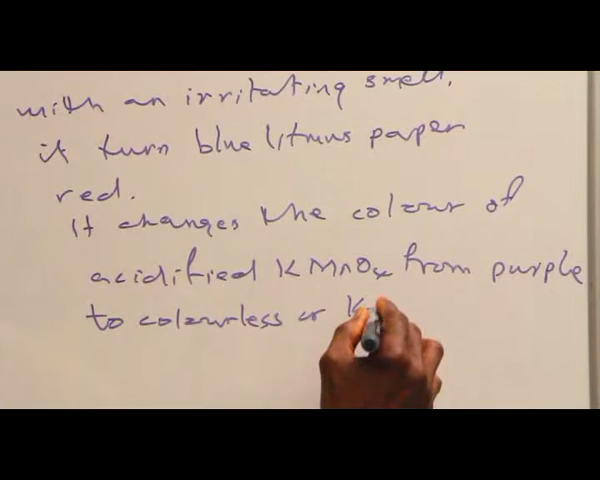 with an irritating smell.
it turn blue litmus paper
red.
It changes the colour of
acidified KMnO4 from purple
to colourless or K